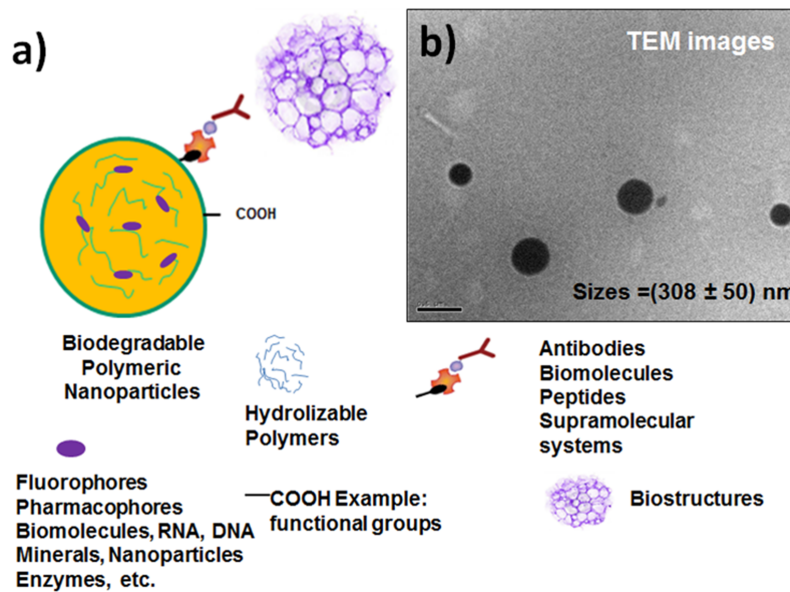 a)
COOH
b)
TEM images
Sizes =(308 ± 50) nm
Biodegradable
Polymeric
Nanoparticles
Hydrolizable
Polymers
Antibodies
Biomolecules
Peptides
Supramolecular
systems
Fluorophores
Pharmacophores
Biomolecules, RNA, DNA
Minerals, Nanoparticles
Enzymes, etc.
—COOH Example:
functional groups
Biostructures